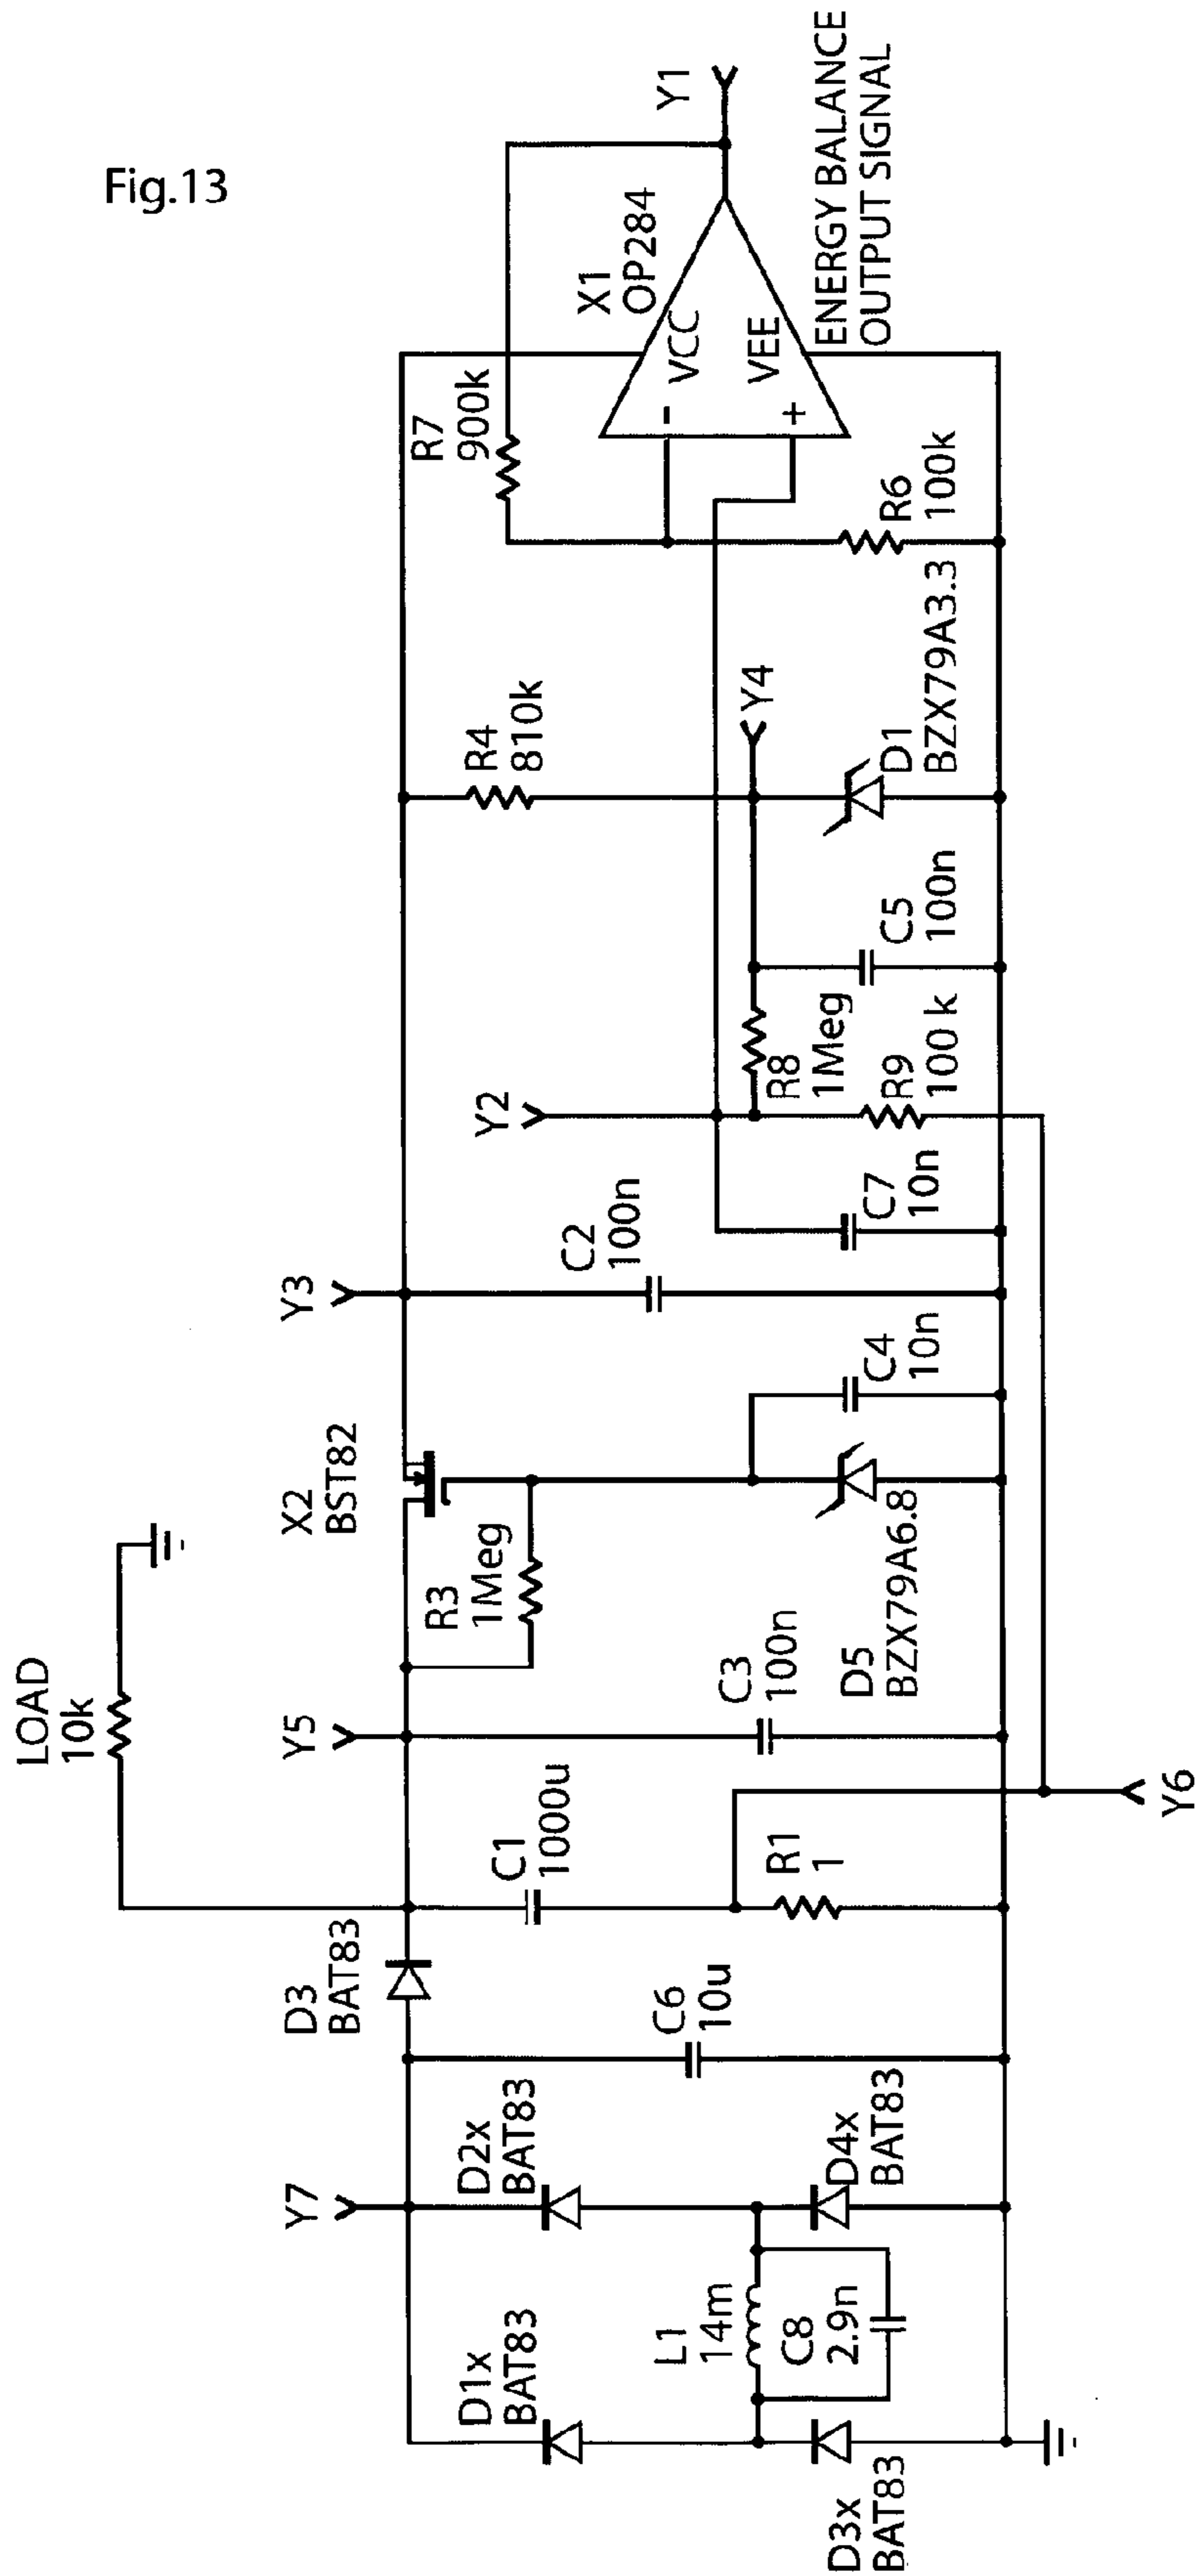 Fig.13
LOAD
10k
Y7
D1x
BAT83
D2x
BAT83
L1
14m
C8
2.9n
D3x
BAT83
D4x
BAT83
C6
10u
D3
BAT83
C1
1000u
R1
1
Y6
Y5
C3
100n
R3
1Meg
X2
BST82
D5
BZX79A6.8
C4
10n
Y3
C2
100n
C7
10n
Y2
R8
1Meg
R9
100 k
C5
100n
R4
810k
Y4
D1
BZX79A3.3
R7
900k
R6
100k
X1
OP284
VCC
VEE
-
+
Y1
ENERGY BALANCE
OUTPUT SIGNAL